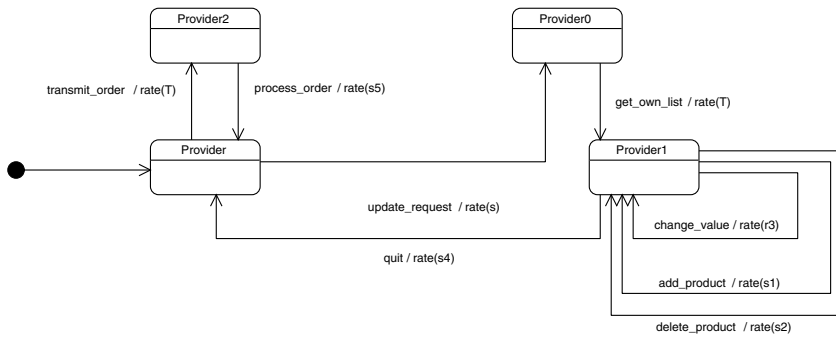 Provider2
Provider0
transmit_order / rate(T)
process_order / rate(s5)
get_own_list / rate(T)
Provider
Provider1
update_request / rate(s)
change_value / rate(r3)
quit / rate(s4)
add_product / rate(s1)
delete_product / rate(s2)